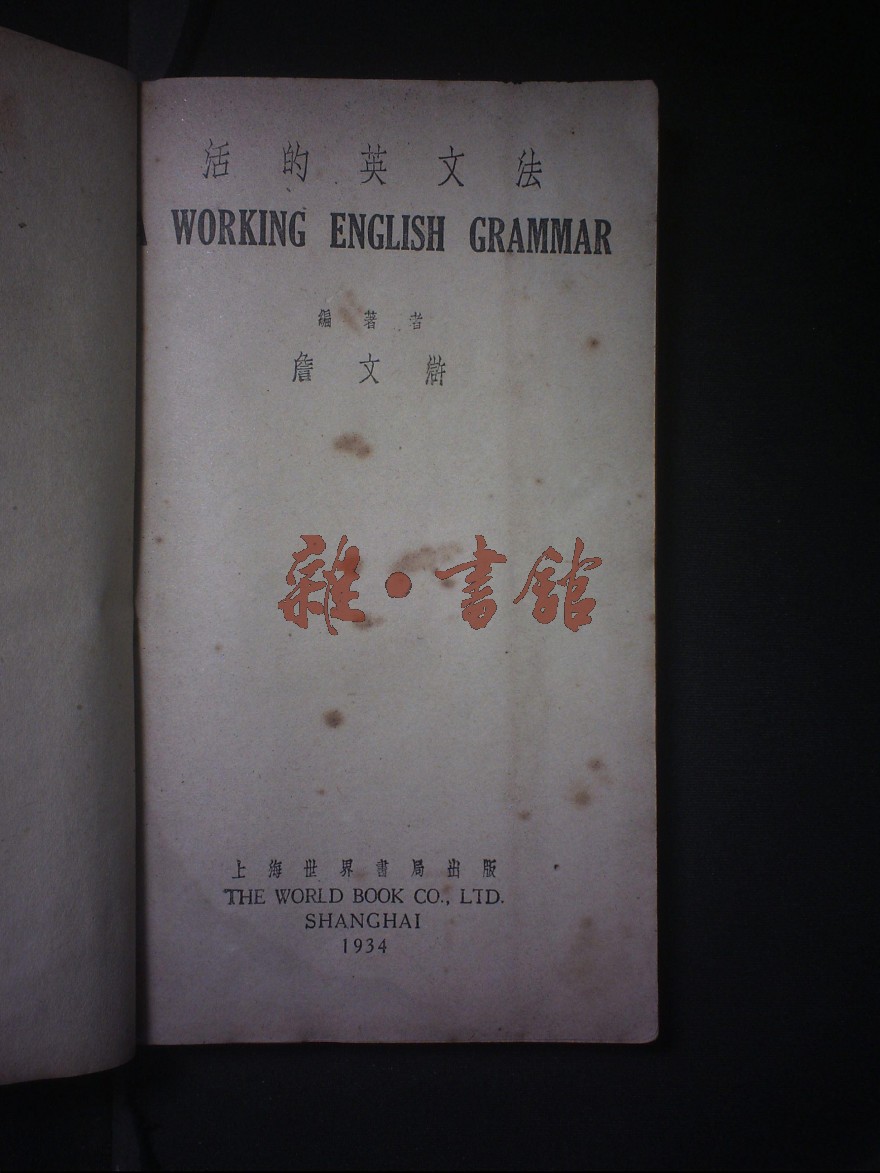 活的英文法
A WORKING ENGLISH GRAMMAR
編著者
詹文滸
雜·書館
上海世界書局出版
THE WORLD BOOK CO., LTD.
SHANGHAI
1934